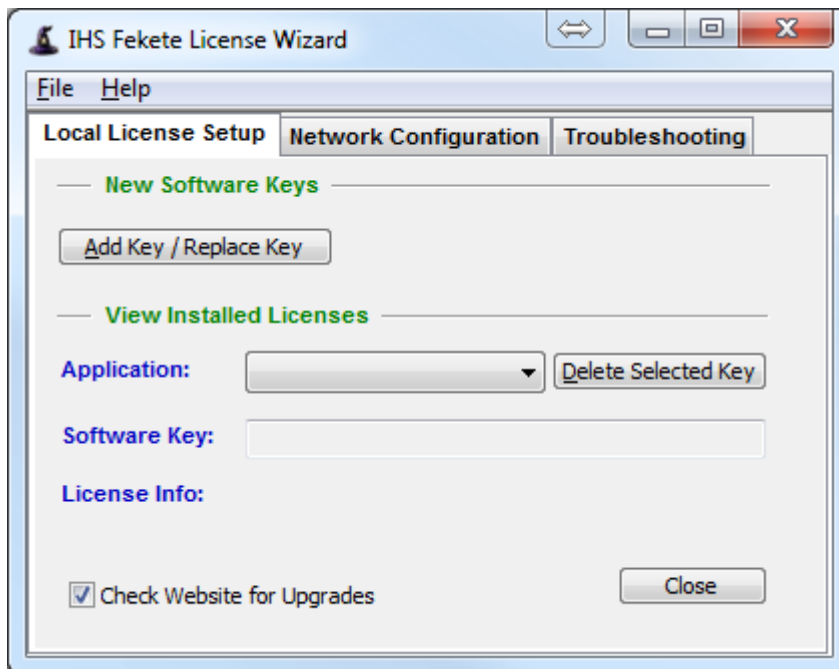 IHS Fekete License Wizard
File Help
Local License Setup Network Configuration Troubleshooting
New Software Keys
Add Key / Replace Key
View Installed Licenses
Application: Delete Selected Key
Software Key:
License Info:
Check Website for Upgrades Close